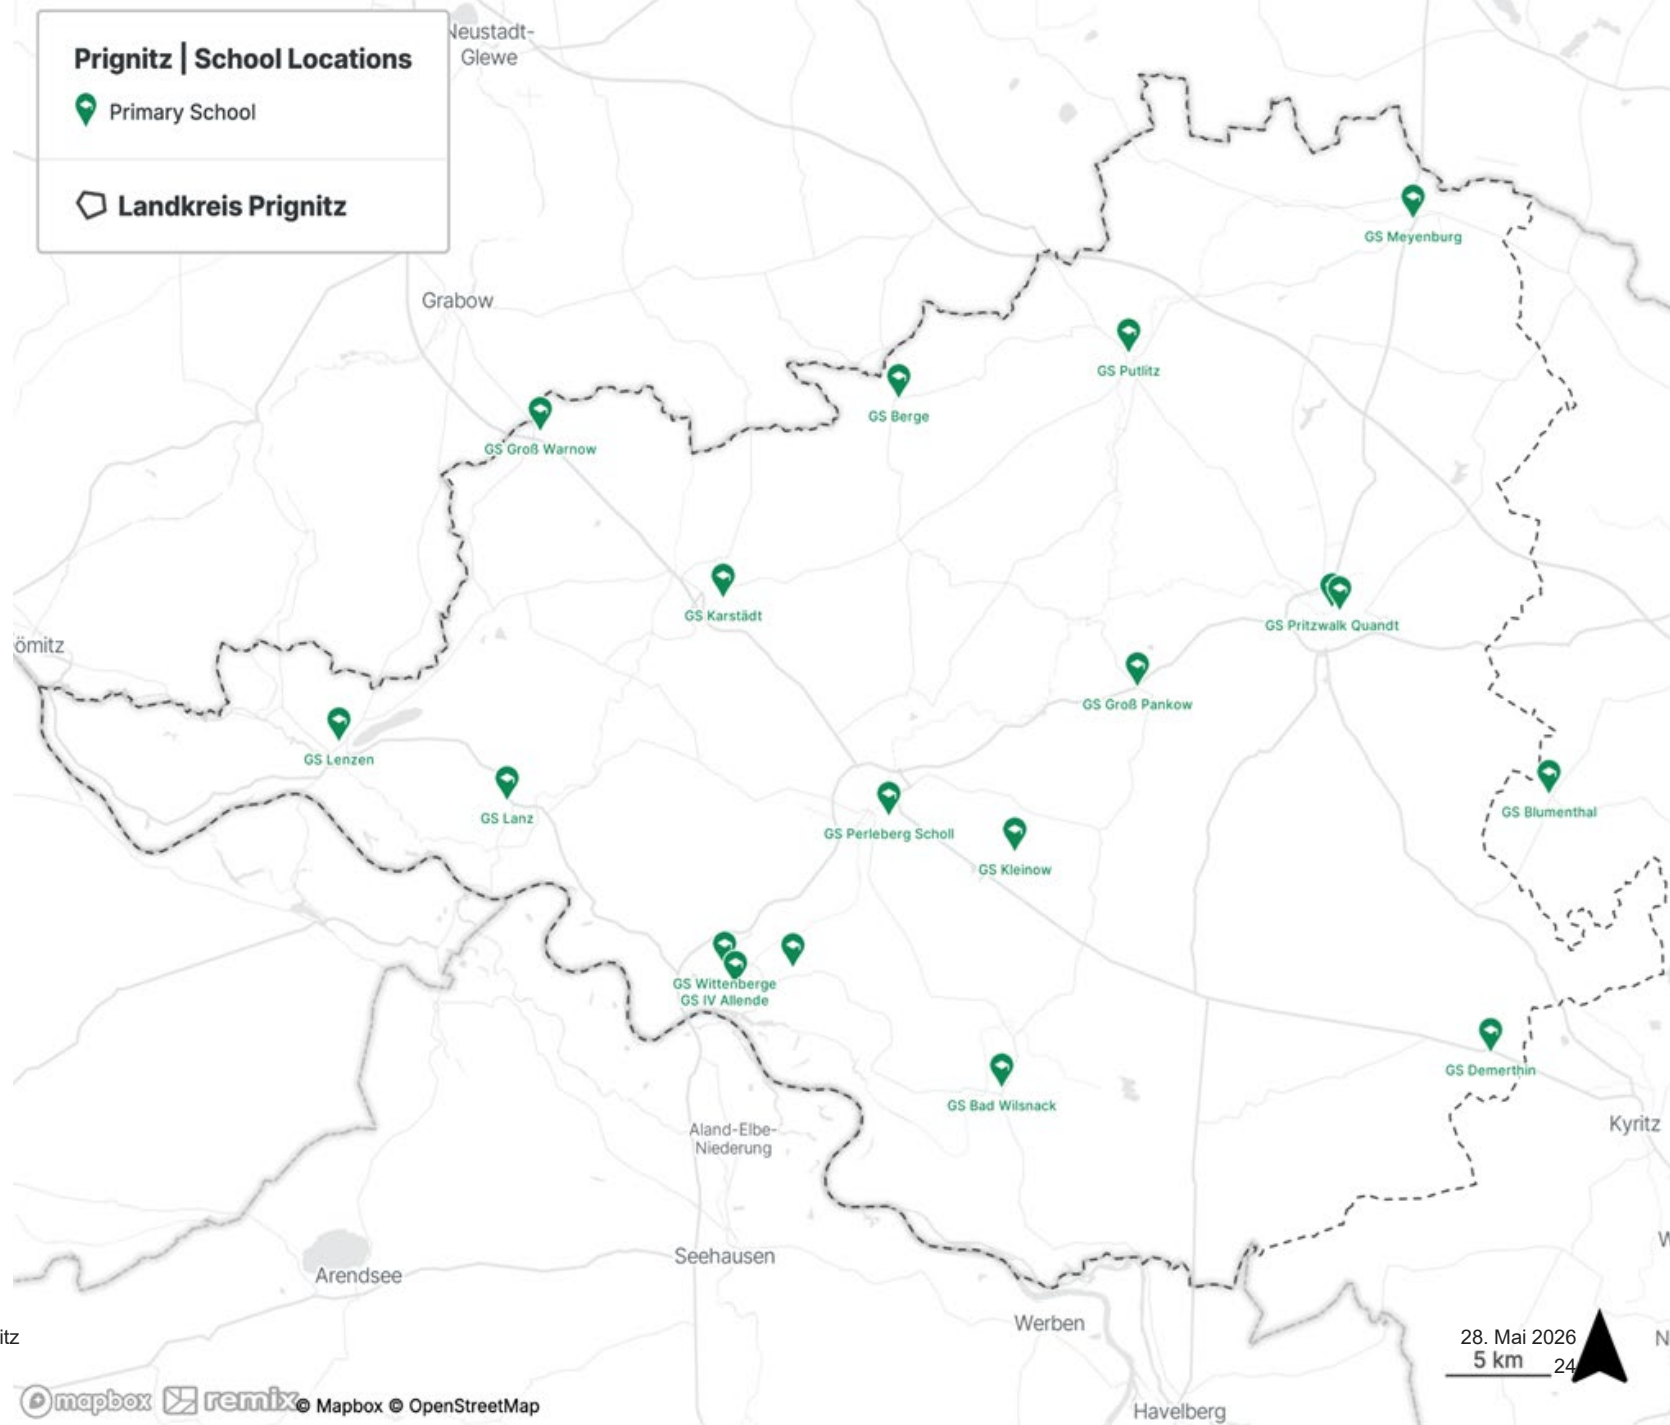 Prignitz | School Locations
Primary School
Landkreis Prignitz
Neustadt-
Glewe
GS Meyenburg
Grabow
GS Putlitz
GS Berge
GS Groß Warnow
GS Karstädt
GS Pritzwalk Quandt
ömitz
GS Groß Pankow
GS Lenzen
GS Lanz
GS Blumenthal
GS Perleberg Scholl
GS Kleinow
GS Wittenberge
GS IV Allende
GS Demerthin
GS Bad Wilsnack
Kyritz
Aland-Elbe-
Niederung
W
Seehausen
Arendsee
Werben
itz
28. Mai 2026
N
5 km
24
mapbox remix © Mapbox © OpenStreetMap
Havelberg